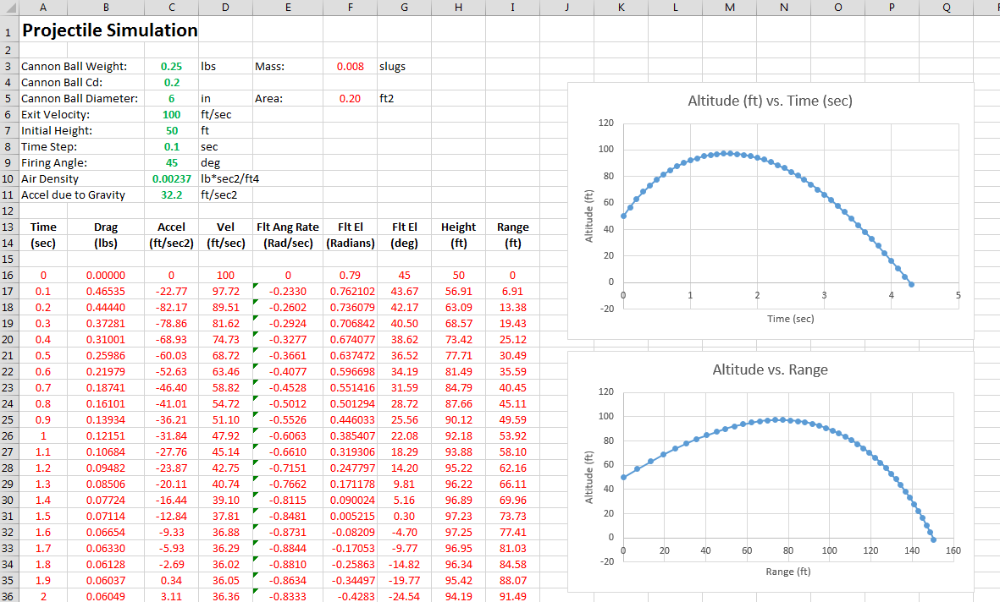 A B C D E F G H I J K L M N O P Q
1 Projectile Simulation
2
3 Cannon Ball Weight: 0.25 lbs Mass: 0.008 slugs
4 Cannon Ball Cd: 0.2
5 Cannon Ball Diameter: 6 in Area: 0.20 ft2
6 Exit Velocity: 100 ft/sec
7 Initial Height: 50 ft
8 Time Step: 0.1 sec
9 Firing Angle: 45 deg
10 Air Density 0.00237 lb*sec2/ft4
11 Accel due to Gravity 32.2 ft/sec2
12
13 Time Drag Accel Vel Flt Ang Rate Flt El Flt El Height Range
14 (sec) (lbs) (ft/sec2) (ft/sec) (Rad/sec) (Radians) (deg) (ft) (ft)
15
16 0 0.00000 0 100 0 0.79 45 50 0
17 0.1 0.46535 -22.77 97.72 -0.2330 0.762102 43.67 56.91 6.91
18 0.2 0.44440 -82.17 89.51 -0.2602 0.736079 42.17 63.09 13.38
19 0.3 0.37281 -78.86 81.62 -0.2924 0.706842 40.50 68.57 19.43
20 0.4 0.31001 -68.93 74.73 -0.3277 0.674077 38.62 73.42 25.12
21 0.5 0.25986 -60.03 68.72 -0.3661 0.637472 36.52 77.71 30.49
22 0.6 0.21979 -52.63 63.46 -0.4077 0.596698 34.19 81.49 35.59
23 0.7 0.18741 -46.40 58.82 -0.4528 0.551416 31.59 84.79 40.45
24 0.8 0.16101 -41.01 54.72 -0.5012 0.501294 28.72 87.66 45.11
25 0.9 0.13934 -36.21 51.10 -0.5526 0.446033 25.56 90.12 49.59
26 1 0.12151 -31.84 47.92 -0.6063 0.385407 22.08 92.18 53.92
27 1.1 0.10684 -27.76 45.14 -0.6610 0.319306 18.29 93.88 58.10
28 1.2 0.09482 -23.87 42.75 -0.7151 0.247797 14.20 95.22 62.16
29 1.3 0.08506 -20.11 40.74 -0.7662 0.171178 9.81 96.22 66.11
30 1.4 0.07724 -16.44 39.10 -0.8115 0.090024 5.16 96.89 69.96
31 1.5 0.07114 -12.84 37.81 -0.8481 0.005215 0.30 97.23 73.73
32 1.6 0.06654 -9.33 36.88 -0.8731 -0.08209 -4.70 97.25 77.41
33 1.7 0.06330 -5.93 36.29 -0.8844 -0.17053 -9.77 96.95 81.03
34 1.8 0.06128 -2.69 36.02 -0.8810 -0.25863 -14.82 96.34 84.58
35 1.9 0.06037 0.34 36.05 -0.8634 -0.34497 -19.77 95.42 88.07
36 2 0.06049 3.11 36.36 -0.8333 -0.4283 -24.54 94.19 91.49
Altitude (ft) vs. Time (sec)
120
100
80
60
40
20
0
-20
Altitude (ft)
0 1 2 3 4 5
Time (sec)
Altitude vs. Range
120
100
80
60
40
20
0
-20
Altitude (ft)
0 20 40 60 80 100 120 140 160
Range (ft)